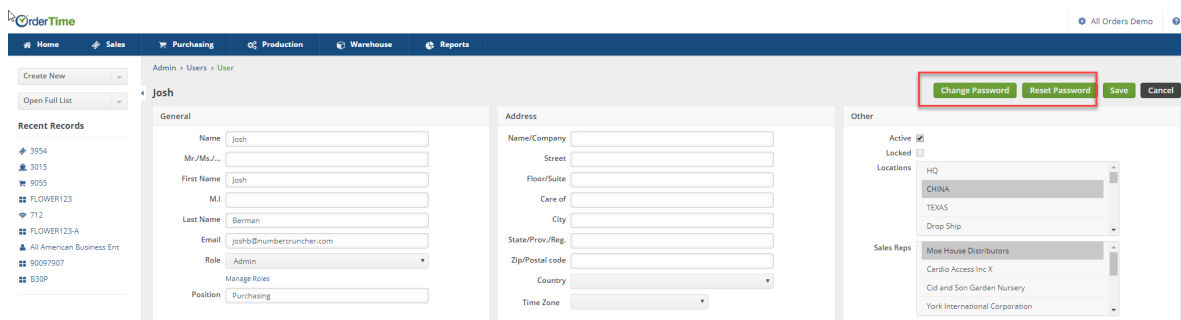 OrderTime
All Orders Demo
Home Sales Purchasing Production Warehouse Reports
Create New
Open Full List
Recent Records
3954
3015
9055
FLOWER123
712
FLOWER123-A
All American Business Ent
90097907
B30P
Admin › Users › User
Josh
Change Password Reset Password Save Cancel
General
Name Josh
Mr./Ms./...
First Name Josh
M.I
Last Name Berman
Email joshb@numbercruncher.com
Role Admin
Manage Roles
Position Purchasing
Address
Name/Company
Street
Floor/Suite
Care of
City
State/Prov./Reg.
Zip/Postal code
Country
Time Zone
Other
Active
Locked
Locations HQ
CHINA
TEXAS
Drop Ship
Sales Reps Moe House Distributors
Cardio Access Inc X
Cid and Son Garden Nursery
York International Corporation